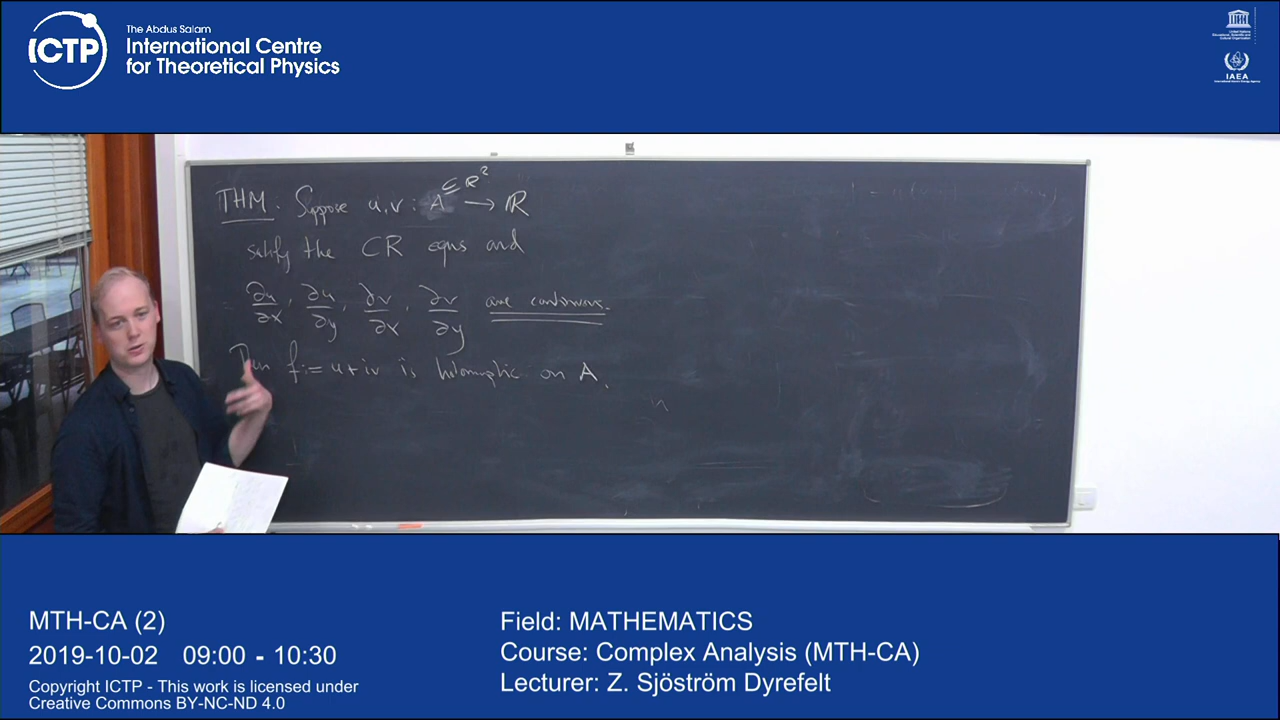 ICTP
The Abdus Salam
International Centre
for Theoretical Physics
IAEA
THM: Suppose u,v: A ⊆ ℝ² → ℝ
satisfy the CR eqns and
∂u/∂x, ∂u/∂y, ∂v/∂x, ∂v/∂y are continuous.
Then f := u + iv is holomorphic on A.
MTH-CA (2)
2019-10-02 09:00 - 10:30
Copyright ICTP - This work is licensed under
Creative Commons BY-NC-ND 4.0
Field: MATHEMATICS
Course: Complex Analysis (MTH-CA)
Lecturer: Z. Sjöström Dyrefelt